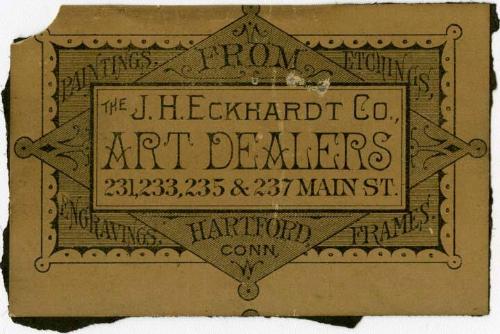 PAINTINGS,
FROM
ETCHINGS,
THE J. H. ECKHARDT CO.,
ART DEALERS
231,233,235 & 237 MAIN ST.
ENGRAVINGS,
HARTFORD,
CONN,
FRAMES.